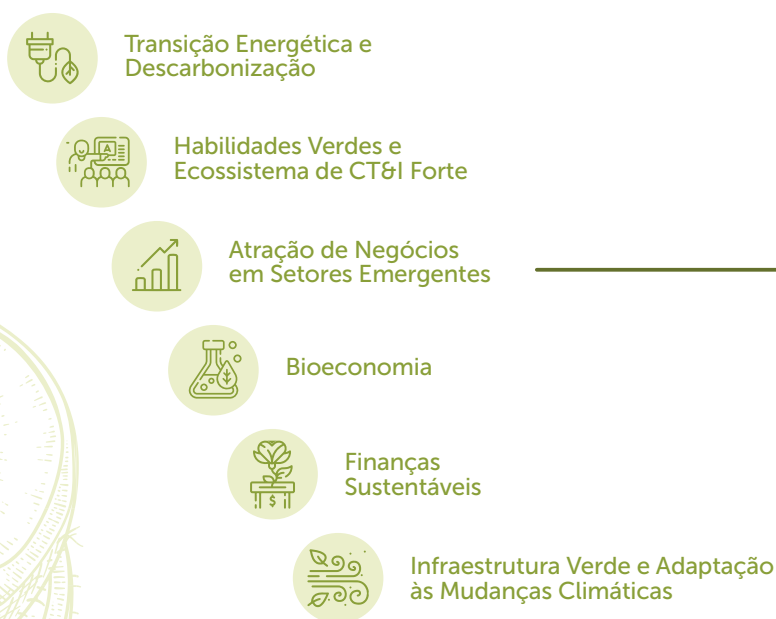 Transição Energética e
Descarbonização
A
Habilidades Verdes e
Ecossistema de CT&I Forte
Atração de Negócios
em Setores Emergentes
Bioeconomia
$
Finanças
Sustentáveis
Infraestrutura Verde e Adaptação
às Mudanças Climáticas